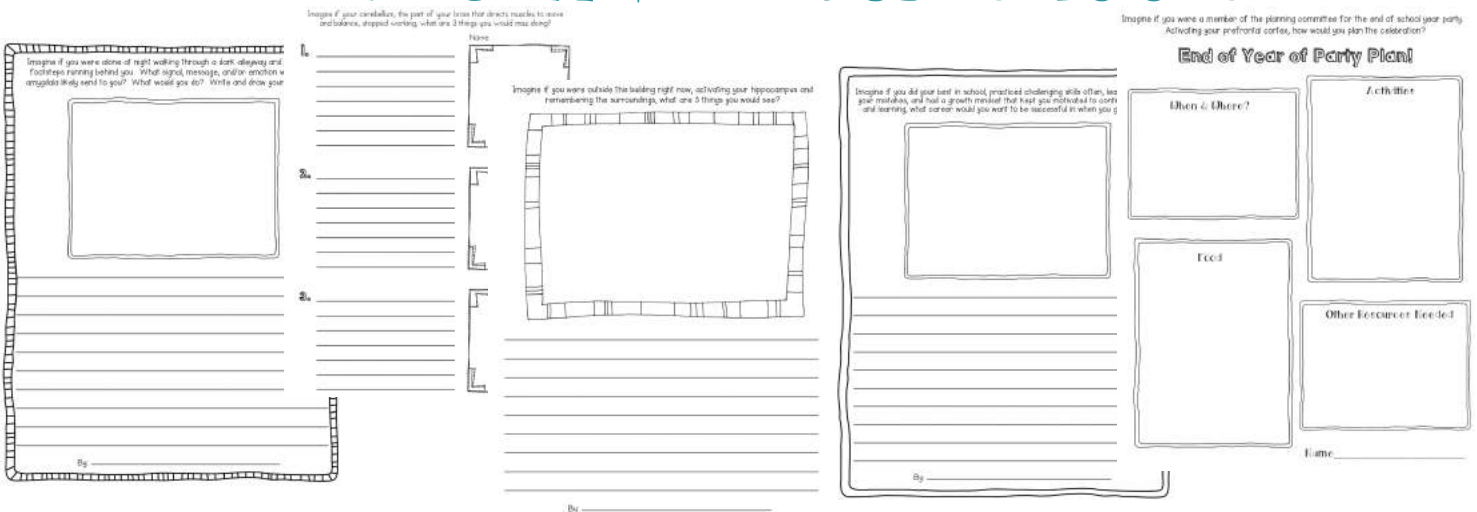 Imagine if you were alone at night walking through a dark alleyway and
footsteps running behind you. What signal, message, and/or emotion w
amygdala likely send to you? What would you do? Write and draw your
By
Imagine if your cerebellum, the part of your brain that directs muscles to move
and balance, stopped working, what are 3 things you would miss doing?
Name
1.
2.
3.
Imagine if you were outside this building right now, activating your hippocampus and
remembering the surroundings, what are 3 things you would see?
By
Imagine if you did your best in school, practiced challenging skills often, lea
your mistakes, and had a growth mindset that kept you motivated to conti
and learning, what career would you want to be successful in when you g
By
Imagine if you were a member of the planning committee for the end of school year party.
Activating your prefrontal cortex, how would you plan the celebration?
End of Year of Party Plan!
When & Where?
Activities
Food
Other Resources Needed
Name